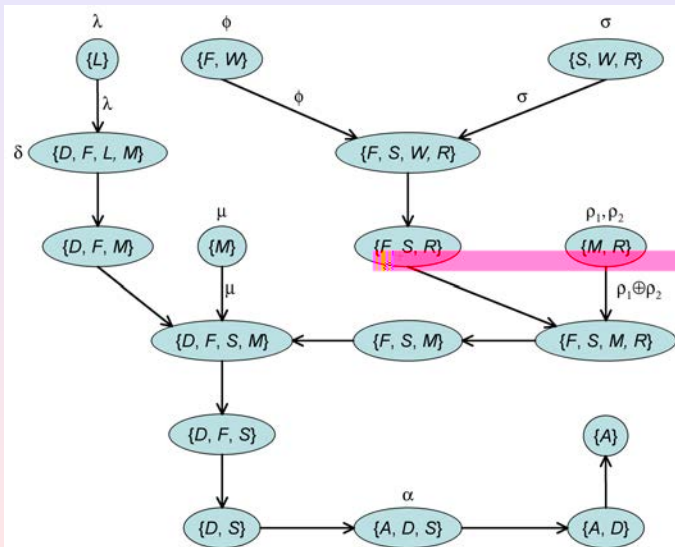 λ ϕ σ
{L} {F, W} {S, W, R}
λ ϕ σ
δ {D, F, L, M} {F, S, W, R}
μ ρ₁, ρ₂
{D, F, M} {M} {F, S, R} {M, R}
μ ρ₁⊕ρ₂
{D, F, S, M} {F, S, M} {F, S, M, R}
{D, F, S} {A}
α
{D, S} {A, D, S} {A, D}